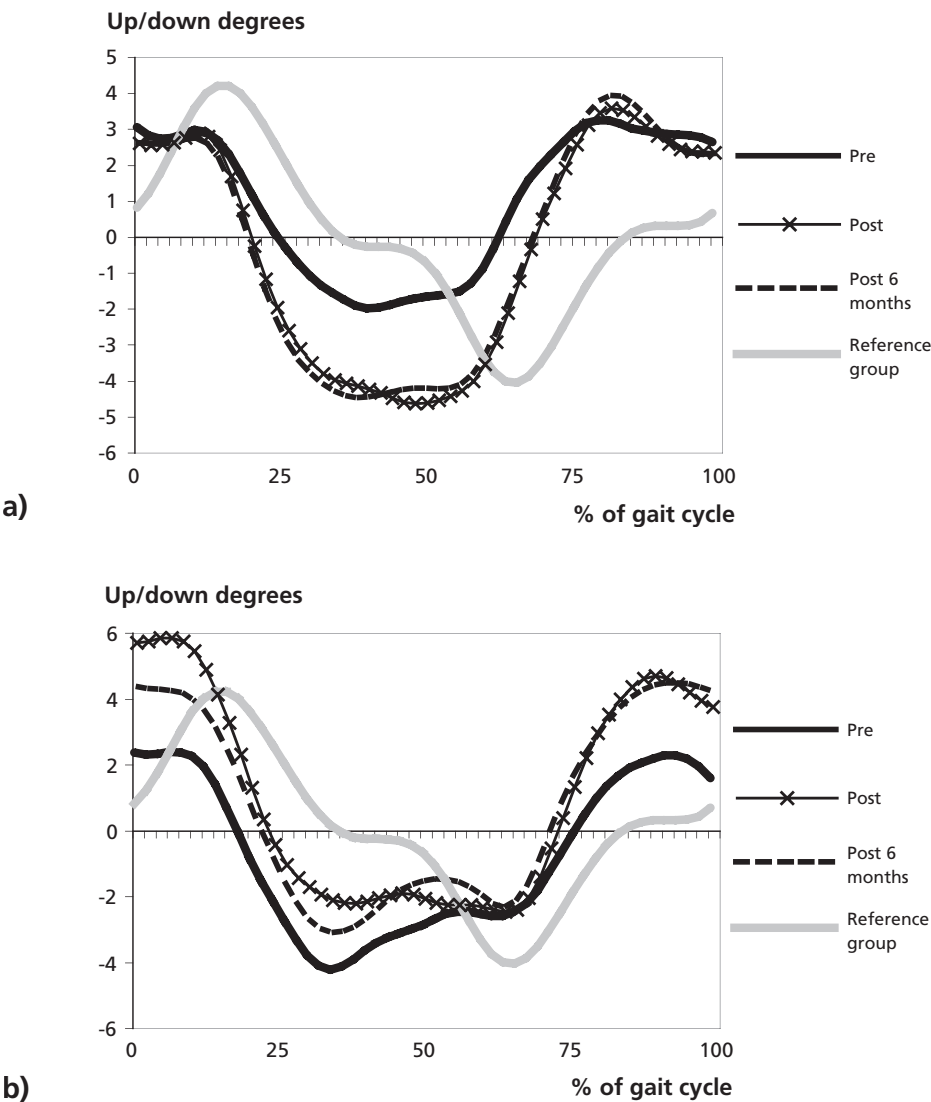 Up/down degrees
5
4
3
2
1
0
-1
-2
-3
-4
-5
-6
0 25 50 75 100
% of gait cycle
Pre
Post
Post 6
months
Reference
group
a)
Up/down degrees
6
4
2
0
-2
-4
-6
0 25 50 75 100
% of gait cycle
Pre
Post
Post 6
months
Reference
group
b)